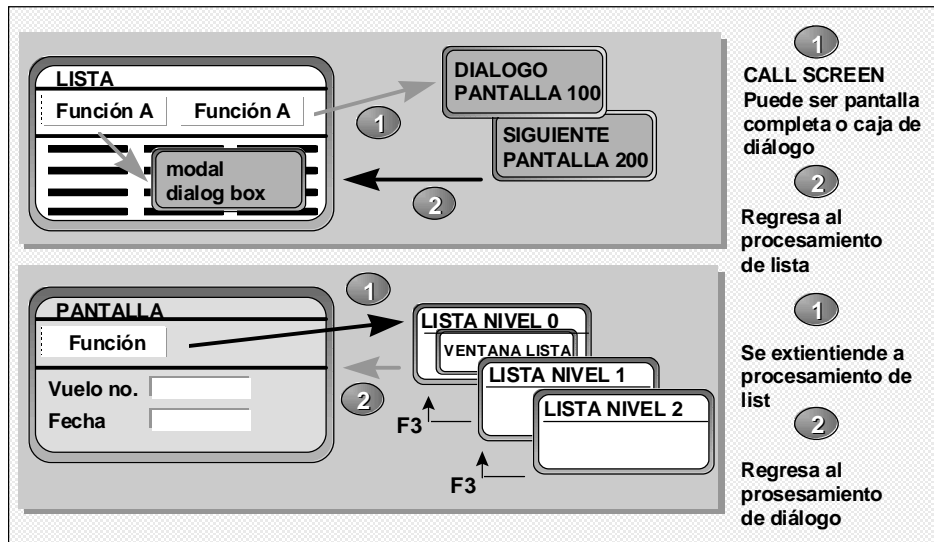 LISTA
Función A
Función A
modal
dialog box
1
DIALOGO
PANTALLA 100
SIGUIENTE
PANTALLA 200
2
1
CALL SCREEN
Puede ser pantalla
completa o caja de
diálogo
2
Regresa al
procesamiento
de lista
PANTALLA
Función
Vuelo no.
Fecha
1
2
LISTA NIVEL 0
VENTANA LISTA
LISTA NIVEL 1
LISTA NIVEL 2
F3
F3
1
Se extientiende a
procesamiento de
list
2
Regresa al
prosesamiento
de diálogo